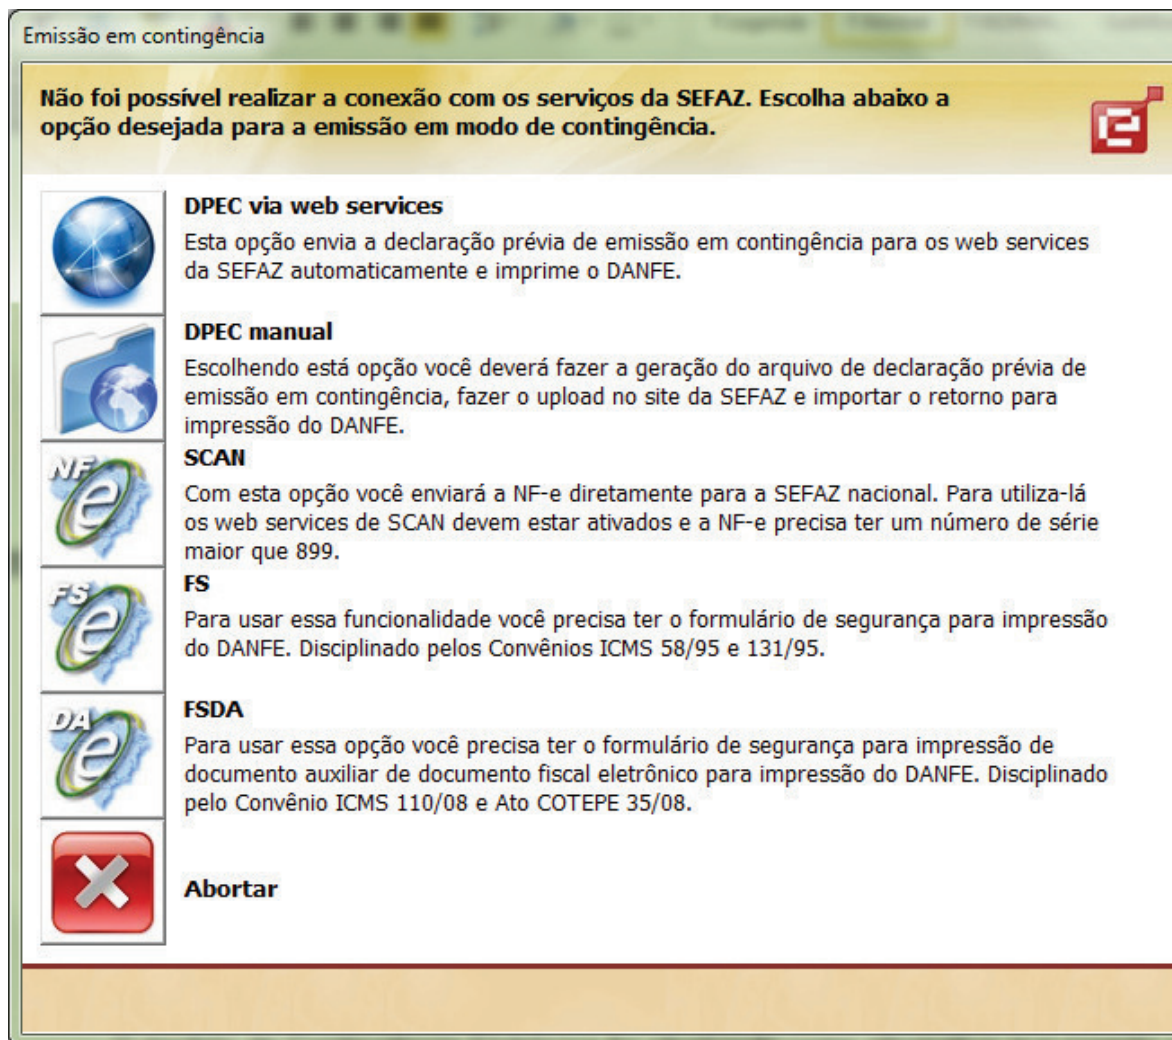 Emissão em contingência
Não foi possível realizar a conexão com os serviços da SEFAZ. Escolha abaixo a
opção desejada para a emissão em modo de contingência.
DPEC via web services
Esta opção envia a declaração prévia de emissão em contingência para os web services
da SEFAZ automaticamente e imprime o DANFE.
DPEC manual
Escolhendo está opção você deverá fazer a geração do arquivo de declaração prévia de
emissão em contingência, fazer o upload no site da SEFAZ e importar o retorno para
impressão do DANFE.
NF
e
SCAN
Com esta opção você enviará a NF-e diretamente para a SEFAZ nacional. Para utiliza-lá
os web services de SCAN devem estar ativados e a NF-e precisa ter um número de série
maior que 899.
FS
e
FS
Para usar essa funcionalidade você precisa ter o formulário de segurança para impressão
do DANFE. Disciplinado pelos Convênios ICMS 58/95 e 131/95.
DA
e
FSDA
Para usar essa opção você precisa ter o formulário de segurança para impressão de
documento auxiliar de documento fiscal eletrônico para impressão do DANFE. Disciplinado
pelo Convênio ICMS 110/08 e Ato COTEPE 35/08.
Abortar